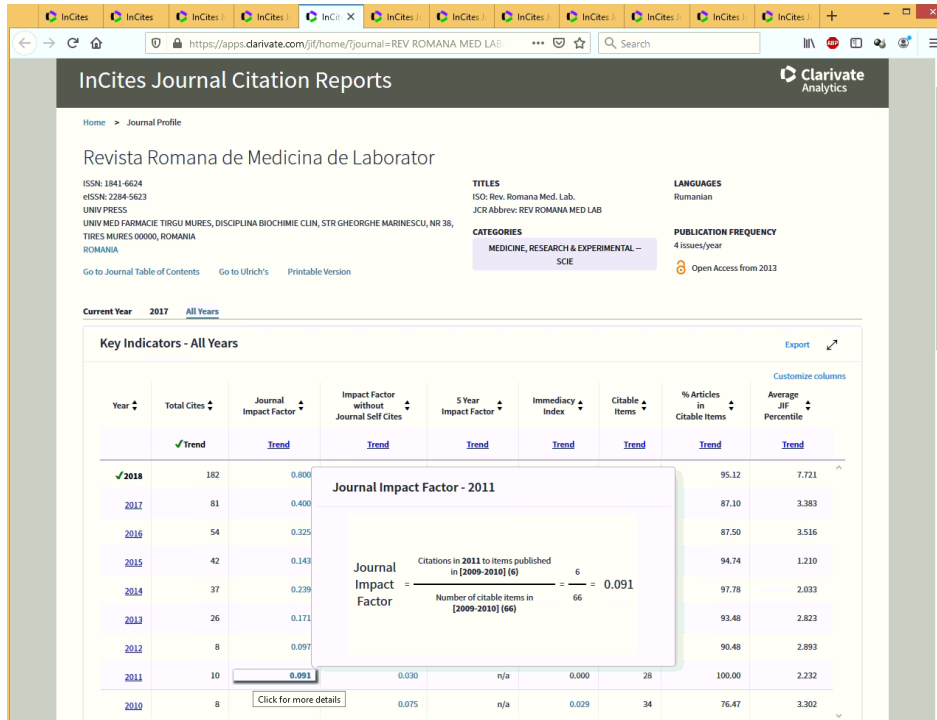 InCites InCites InCites J InCites J InCit InCites J InCites J InCites J InCites J InCites J InCites J InCites J
https://apps.clarivate.com/jif/home/?journal=REV ROMANA MED LAB Search
InCites Journal Citation Reports
Clarivate
Analytics
Home > Journal Profile
Revista Romana de Medicina de Laborator
ISSN: 1841-6624
eISSN: 2284-5623
UNIV PRESS
UNIV MED FARMACIE TIRGU MURES, DISCIPLINA BIOCHIMIE CLIN, STR GHEORGHE MARINESCU, NR 38,
TIRES MURES 00000, ROMANIA
ROMANIA
Go to Journal Table of Contents Go to Ulrich's Printable Version
TITLES
ISO: Rev. Romana Med. Lab.
JCR Abbrev: REV ROMANA MED LAB
CATEGORIES
MEDICINE, RESEARCH & EXPERIMENTAL --
SCIE
LANGUAGES
Rumanian
PUBLICATION FREQUENCY
4 issues/year
Open Access from 2013
Current Year 2017 All Years
Key Indicators - All Years Export
Customize columns
Year Total Cites Journal Impact Factor Impact Factor without Journal Self Cites 5 Year Impact Factor Immediacy Index Citable Items % Articles in Citable Items Average JIF Percentile
Trend Trend Trend Trend Trend Trend Trend Trend
2018 182 0.800 95.12 7.721
2017 81 0.400 87.10 3.383
2016 54 0.325 87.50 3.516
2015 42 0.143 94.74 1.210
2014 37 0.239 97.78 2.033
2013 26 0.171 93.48 2.823
2012 8 0.097 90.48 2.893
2011 10 0.091 0.030 n/a 0.000 28 100.00 2.232
2010 8 0.075 n/a 0.029 34 76.47 3.302
Journal Impact Factor - 2011
Journal
Impact
Factor
=
Citations in 2011 to items published
in [2009-2010] (6)
Number of citable items in
[2009-2010] (66)
=
6
66
= 0.091
Click for more details